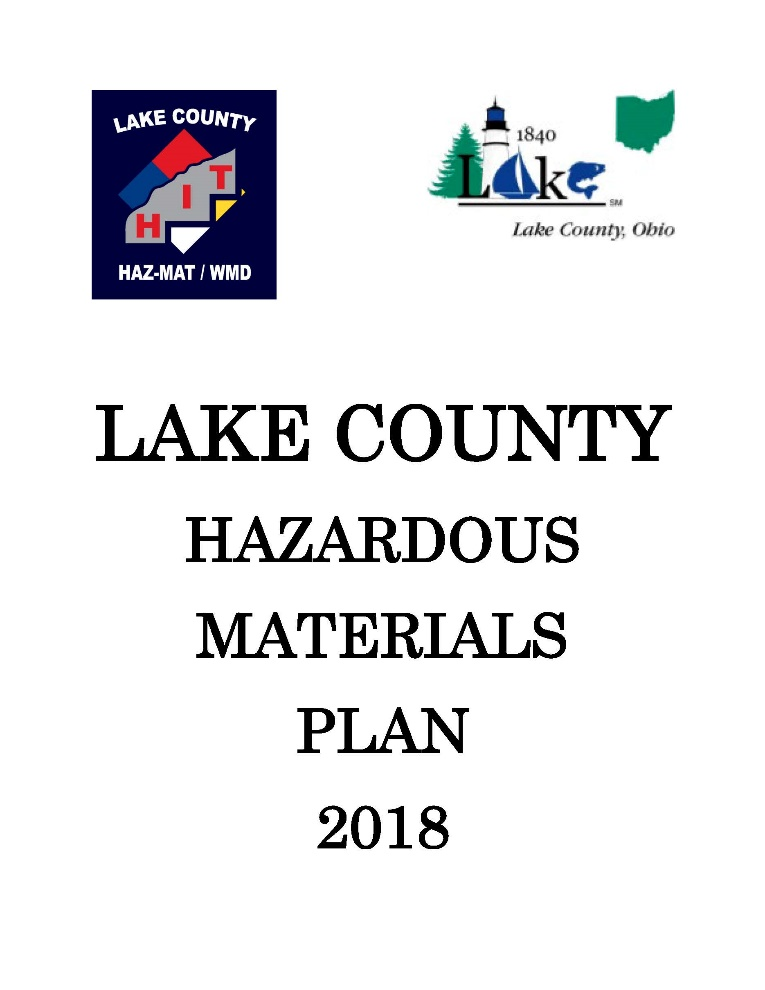 LAKE COUNTY
HIT
HAZ-MAT / WMD
1840
Lake
SM
Lake County, Ohio
LAKE COUNTY
HAZARDOUS
MATERIALS
PLAN
2018